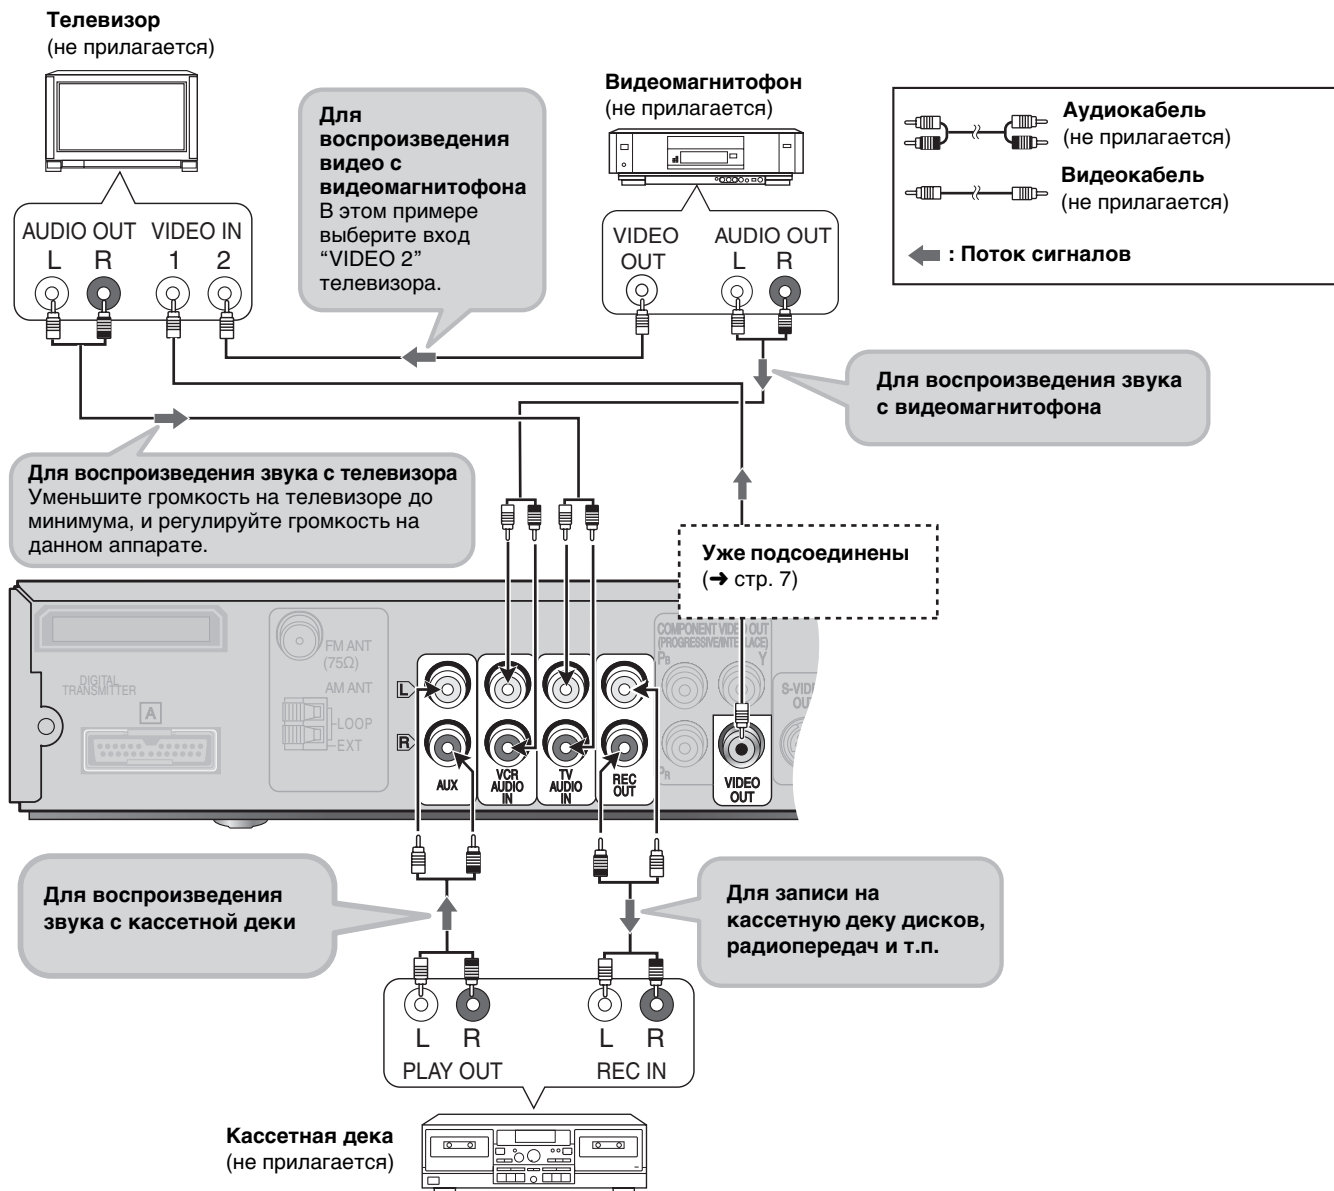 Телевизор
(не прилагается)
Для
воспроизведения
видео с
видеомагнитофона
В этом примере
выберите вход
“VIDEO 2”
телевизора.
Видеомагнитофон
(не прилагается)
Аудиокабель
(не прилагается)
Видеокабель
(не прилагается)
: Поток сигналов
AUDIO OUT VIDEO IN
L R 1 2
VIDEO
OUT
AUDIO OUT
L R
Для воспроизведения звука
с видеомагнитофона
Для воспроизведения звука с телевизора
Уменьшите громкость на телевизоре до
минимума, и регулируйте громкость на
данном аппарате.
Уже подсоединены
(➜ стр. 7)
DIGITAL
TRANSMITTER
A
FM ANT
(75Ω)
AM ANT
LOOP
EXT
L
R
AUX
VCR
AUDIO
IN
TV
AUDIO
IN
REC
OUT
COMPONENT VIDEO OUT
(PROGRESSIVE/INTERLACE)
PB
Y
PR
VIDEO
OUT
S-VID
OU
Для воспроизведения
звука с кассетной деки
Для записи на
кассетную деку дисков,
радиопередач и т.п.
L R
PLAY OUT
L R
REC IN
Кассетная дека
(не прилагается)